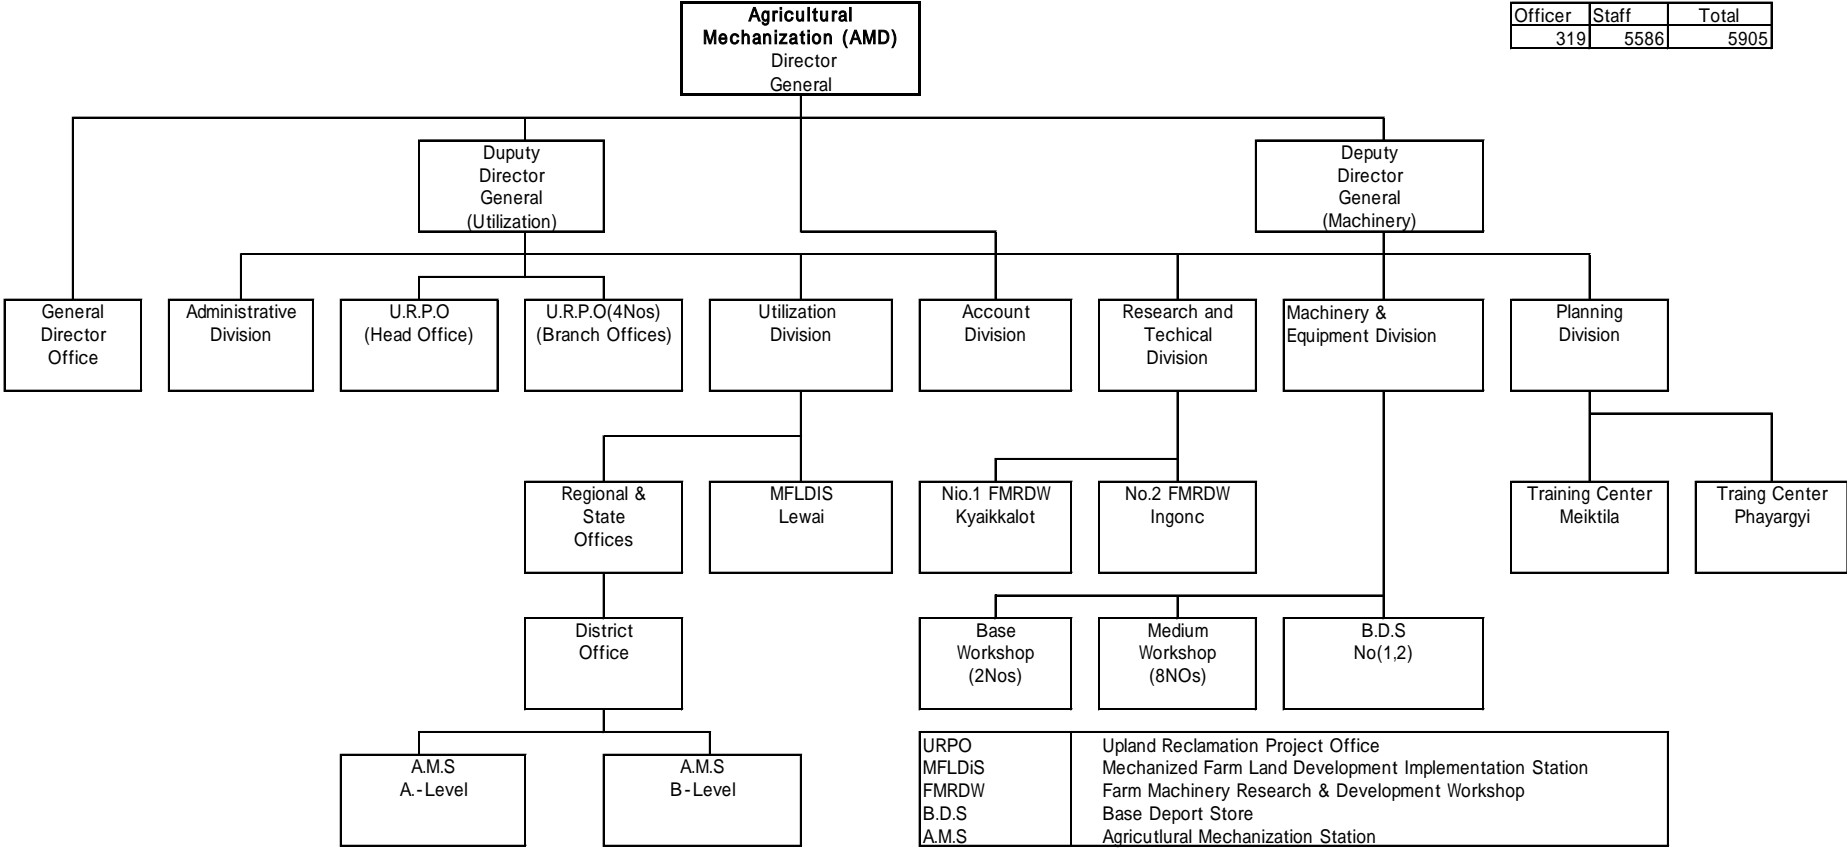 Agricultural
Mechanization (AMD)
Director
General
Officer Staff Total
319 5586 5905
Duputy
Director
General
(Utilization)
Deputy
Director
General
(Machinery)
General
Director
Office
Administrative
Division
U.R.P.O
(Head Office)
U.R.P.O(4Nos)
(Branch Offices)
Utilization
Division
Account
Division
Research and
Techical
Division
Machinery &
Equipment Division
Planning
Division
Regional &
State
Offices
MFLDIS
Lewai
Nio.1 FMRDW
Kyaikkalot
No.2 FMRDW
Ingonc
Training Center
Meiktila
Traing Center
Phayargyi
District
Office
Base
Workshop
(2Nos)
Medium
Workshop
(8NOs)
B.D.S
No(1,2)
A.M.S
A.-Level
A.M.S
B-Level
URPO Upland Reclamation Project Office
MFLDiS Mechanized Farm Land Development Implementation Station
FMRDW Farm Machinery Research & Development Workshop
B.D.S Base Deport Store
A.M.S Agricutlural Mechanization Station